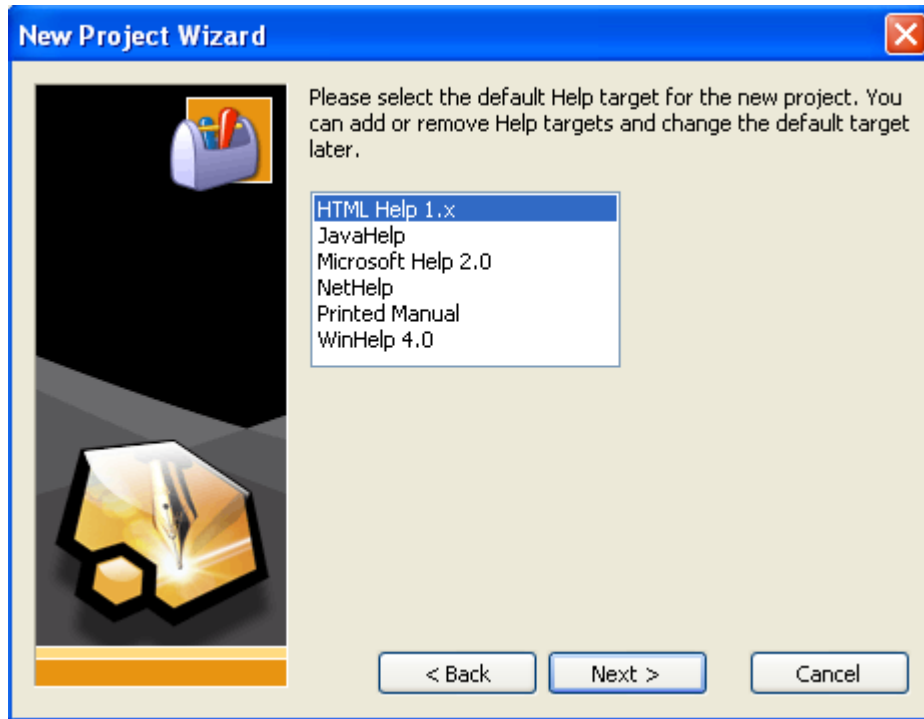 New Project Wizard
Please select the default Help target for the new project. You
can add or remove Help targets and change the default target
later.
HTML Help 1.x
JavaHelp
Microsoft Help 2.0
NetHelp
Printed Manual
WinHelp 4.0
< Back Next > Cancel